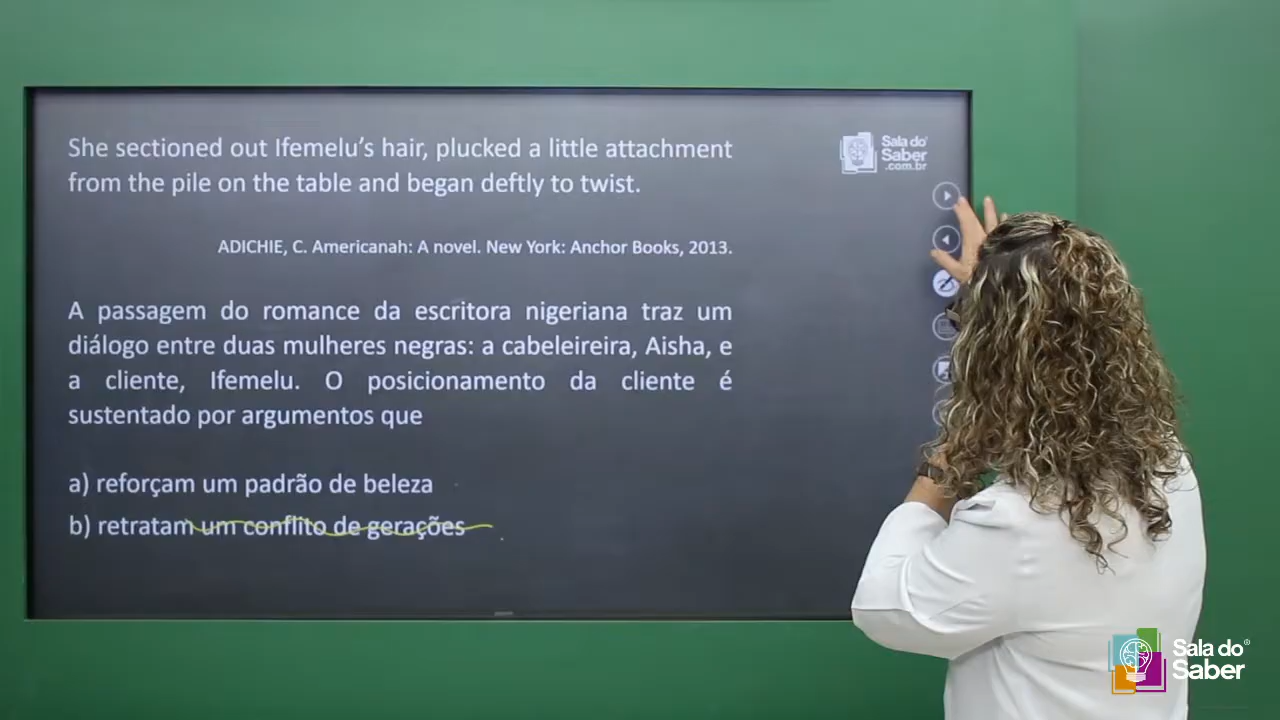 She sectioned out Ifemelu's hair, plucked a little attachment
from the pile on the table and began deftly to twist.
Sala do
Saber
.com.br
ADICHIE, C. Americanah: A novel. New York: Anchor Books, 2013.
A passagem do romance da escritora nigeriana traz um
diálogo entre duas mulheres negras: a cabeleireira, Aisha, e
a cliente, Ifemelu. O posicionamento da cliente é
sustentado por argumentos que
a) reforçam um padrão de beleza
b) retratam um conflito de gerações
Sala do®
Saber